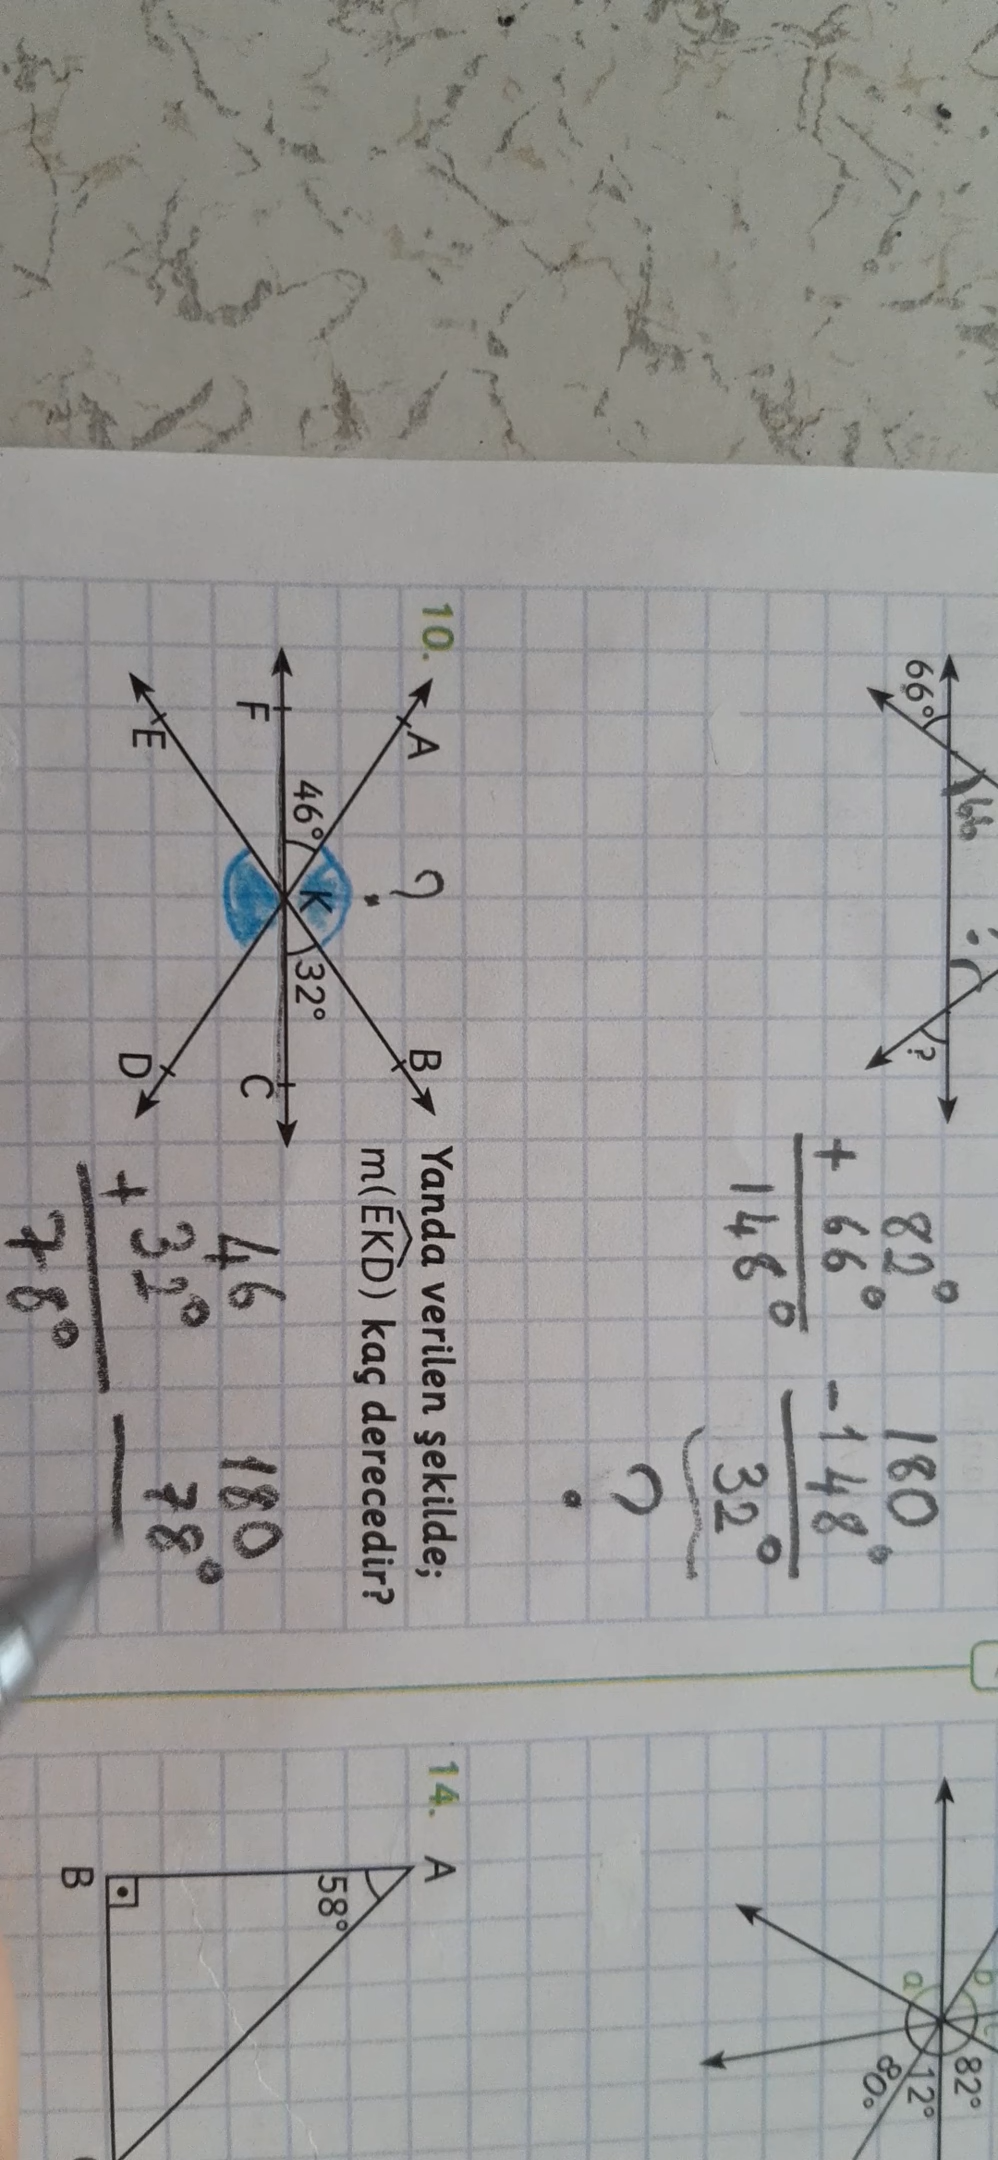 66°
66
?
82°
+ 66°
148°
180
- 148°
32°
?
10.
A
?
B
F
46°
K
32°
C
E
D
Yanda verilen şekilde;
m(EKD) kaç derecedir?
46
+ 32°
78°
180
78°
b
a
82°
12°
80°
14.
A
58°
B